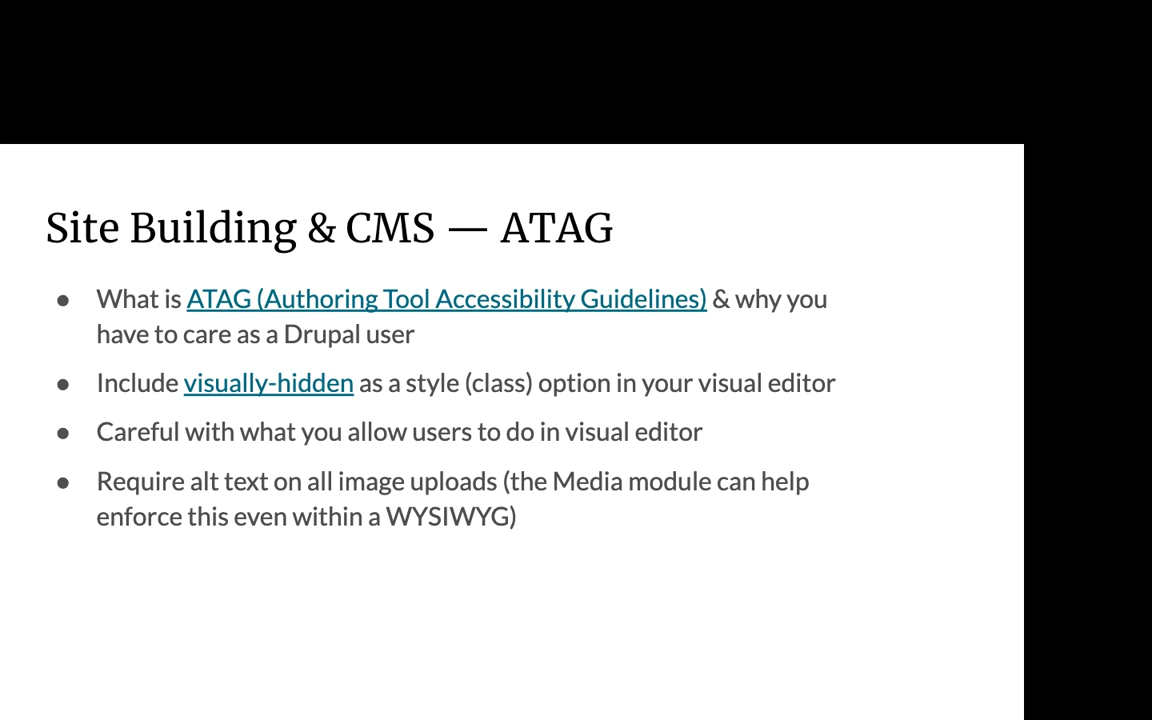 Site Building & CMS — ATAG
● What is ATAG (Authoring Tool Accessibility Guidelines) & why you
have to care as a Drupal user
● Include visually-hidden as a style (class) option in your visual editor
● Careful with what you allow users to do in visual editor
● Require alt text on all image uploads (the Media module can help
enforce this even within a WYSIWYG)